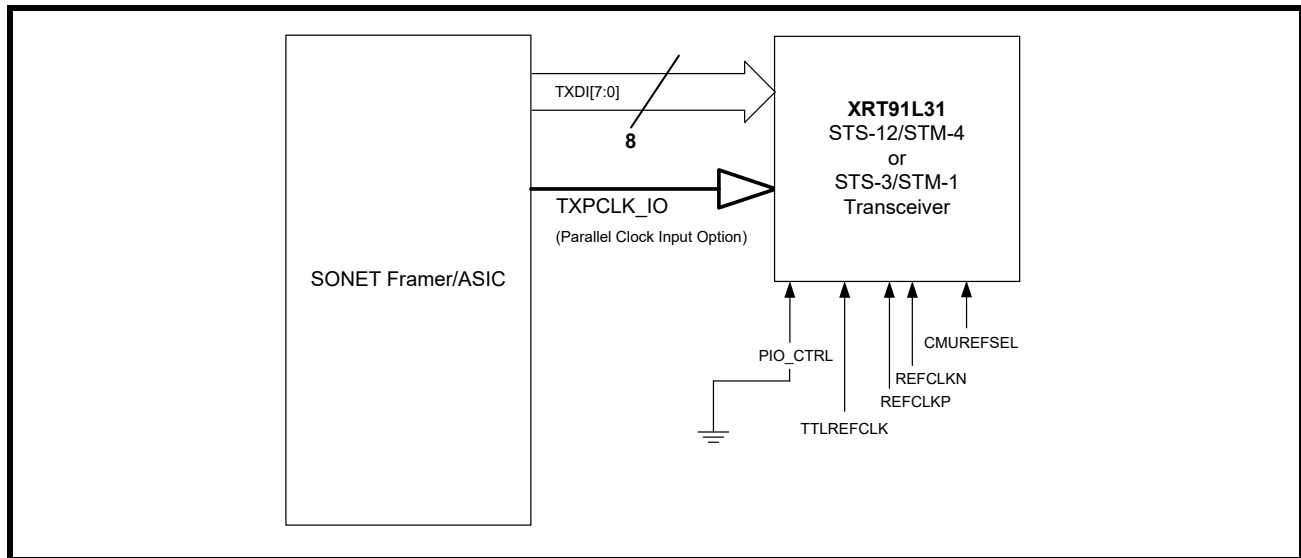 TXDI[7:0]
8
TXPCLK_IO
(Parallel Clock Input Option)
SONET Framer/ASIC
XRT91L31
STS-12/STM-4
or
STS-3/STM-1
Transceiver
PIO_CTRL
CMUREFSEL
REFCLKN
REFCLKP
TTLREFCLK